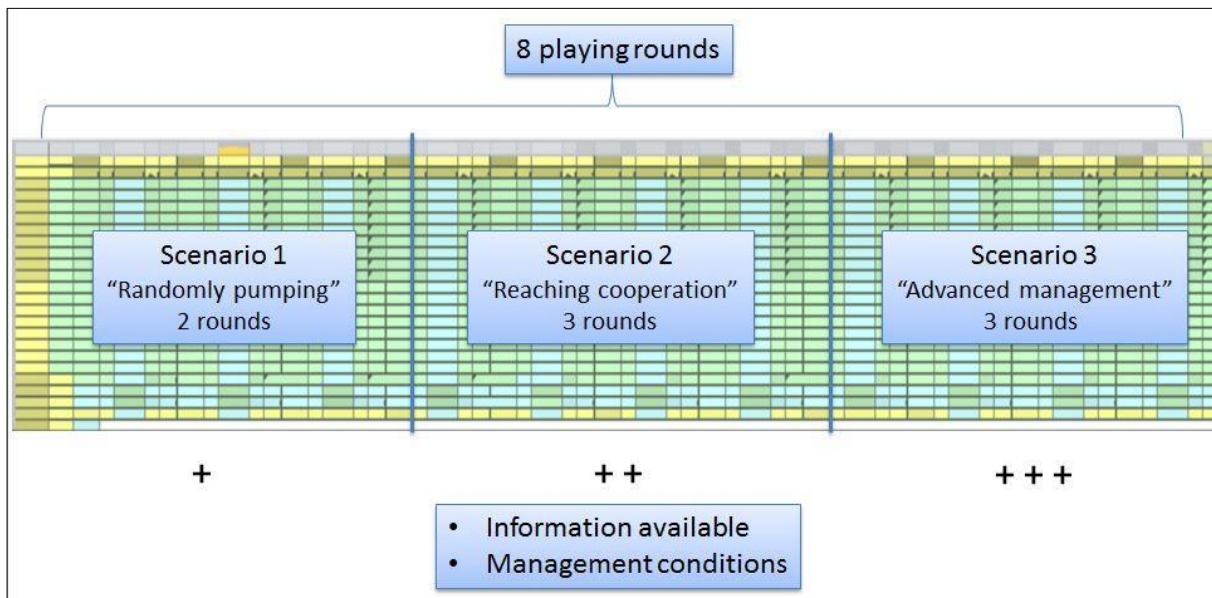 8 playing rounds
Scenario 1
“Randomly pumping”
2 rounds
Scenario 2
“Reaching cooperation”
3 rounds
Scenario 3
“Advanced management”
3 rounds
+
++
+++
• Information available
• Management conditions